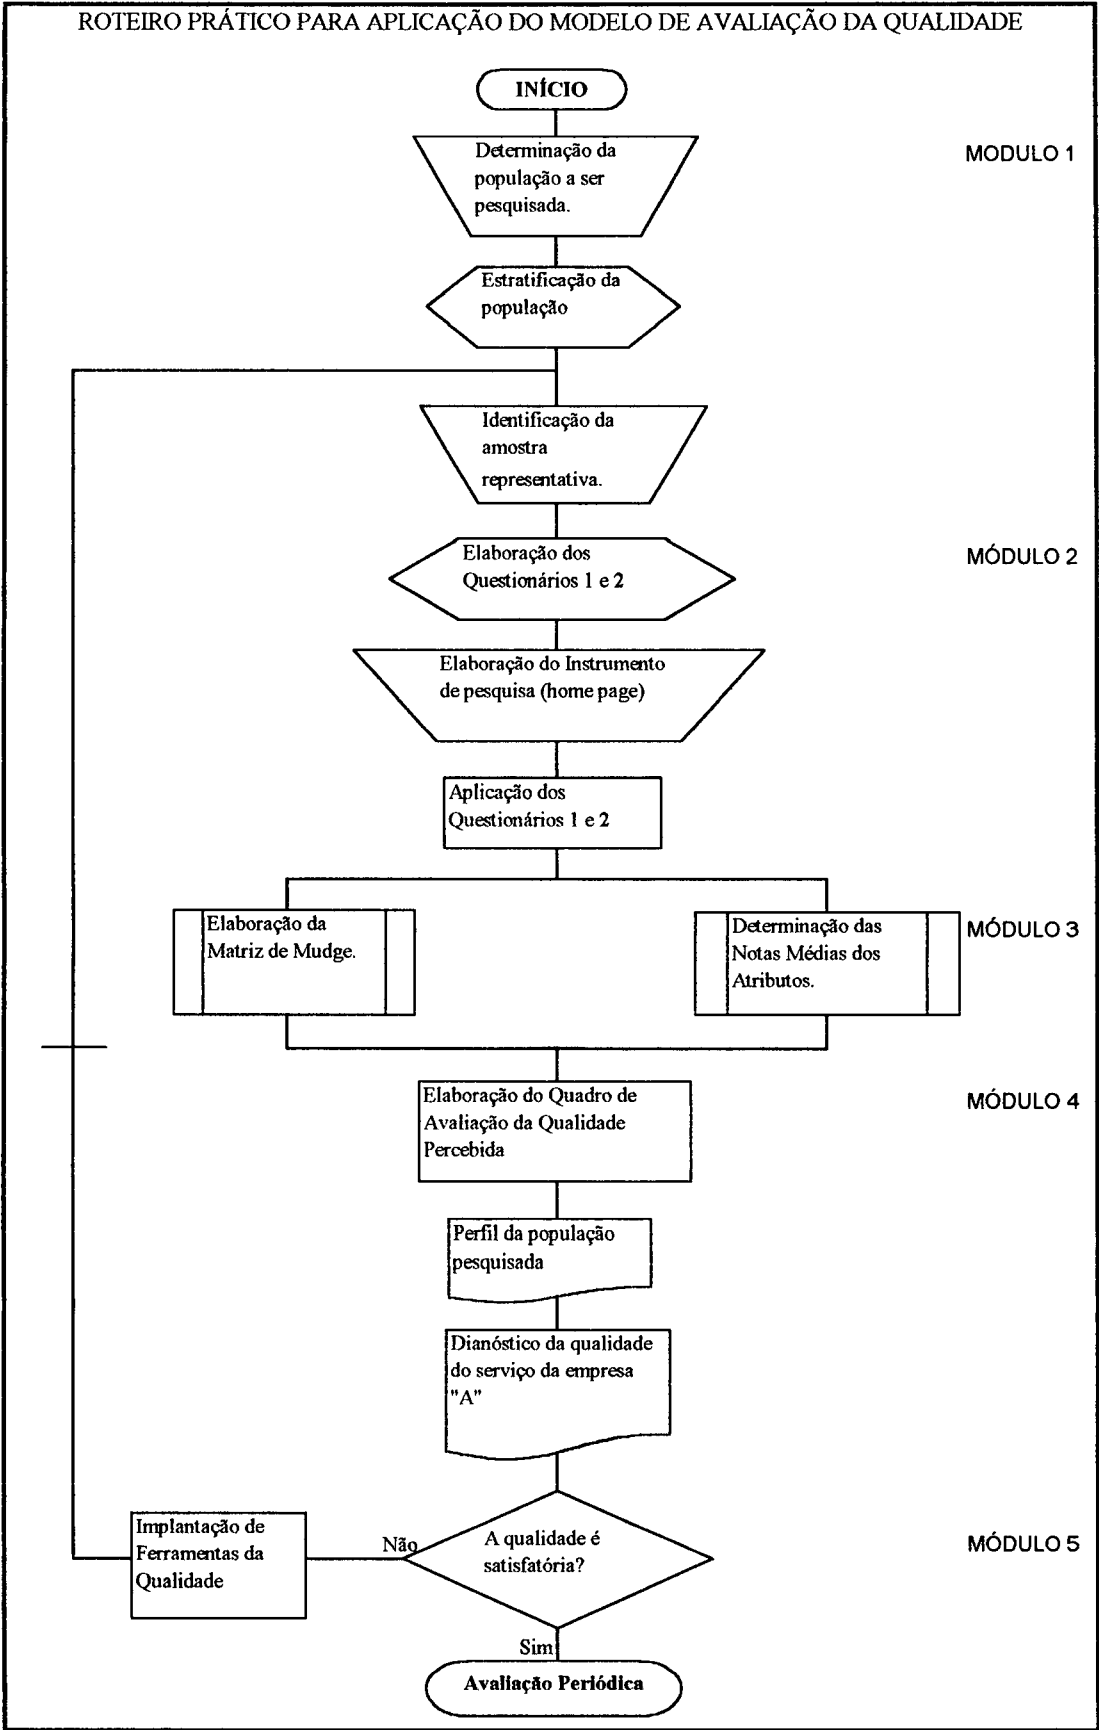 ROTEIRO PRÁTICO PARA APLICAÇÃO DO MODELO DE AVALIAÇÃO DA QUALIDADE
INÍCIO
MODULO 1
Determinação da
população a ser
pesquisada.
Estratificação da
população
Identificação da
amostra
representativa.
MÓDULO 2
Elaboração dos
Questionários 1 e 2
Elaboração do Instrumento
de pesquisa (home page)
Aplicação dos
Questionários 1 e 2
MÓDULO 3
Elaboração da
Matriz de Mudge.
Determinação das
Notas Médias dos
Atributos.
MÓDULO 4
Elaboração do Quadro de
Avaliação da Qualidade
Percebida
Perfil da população
pesquisada
Dianóstico da qualidade
do serviço da empresa
"A"
MÓDULO 5
A qualidade é
satisfatória?
Não
Implantação de
Ferramentas da
Qualidade
Sim
Avaliação Periódica